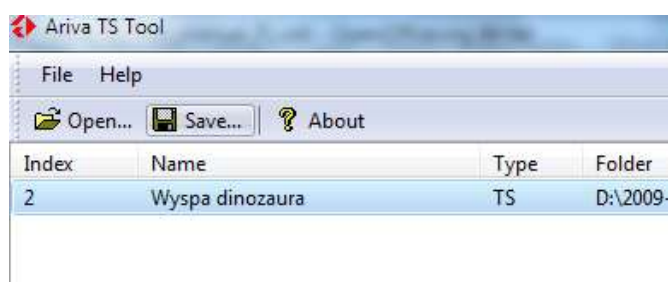 Ariva TS Tool
File Help
Open... Save... About
Index Name Type Folder
2 Wyspa dinozaura TS D:\2009-